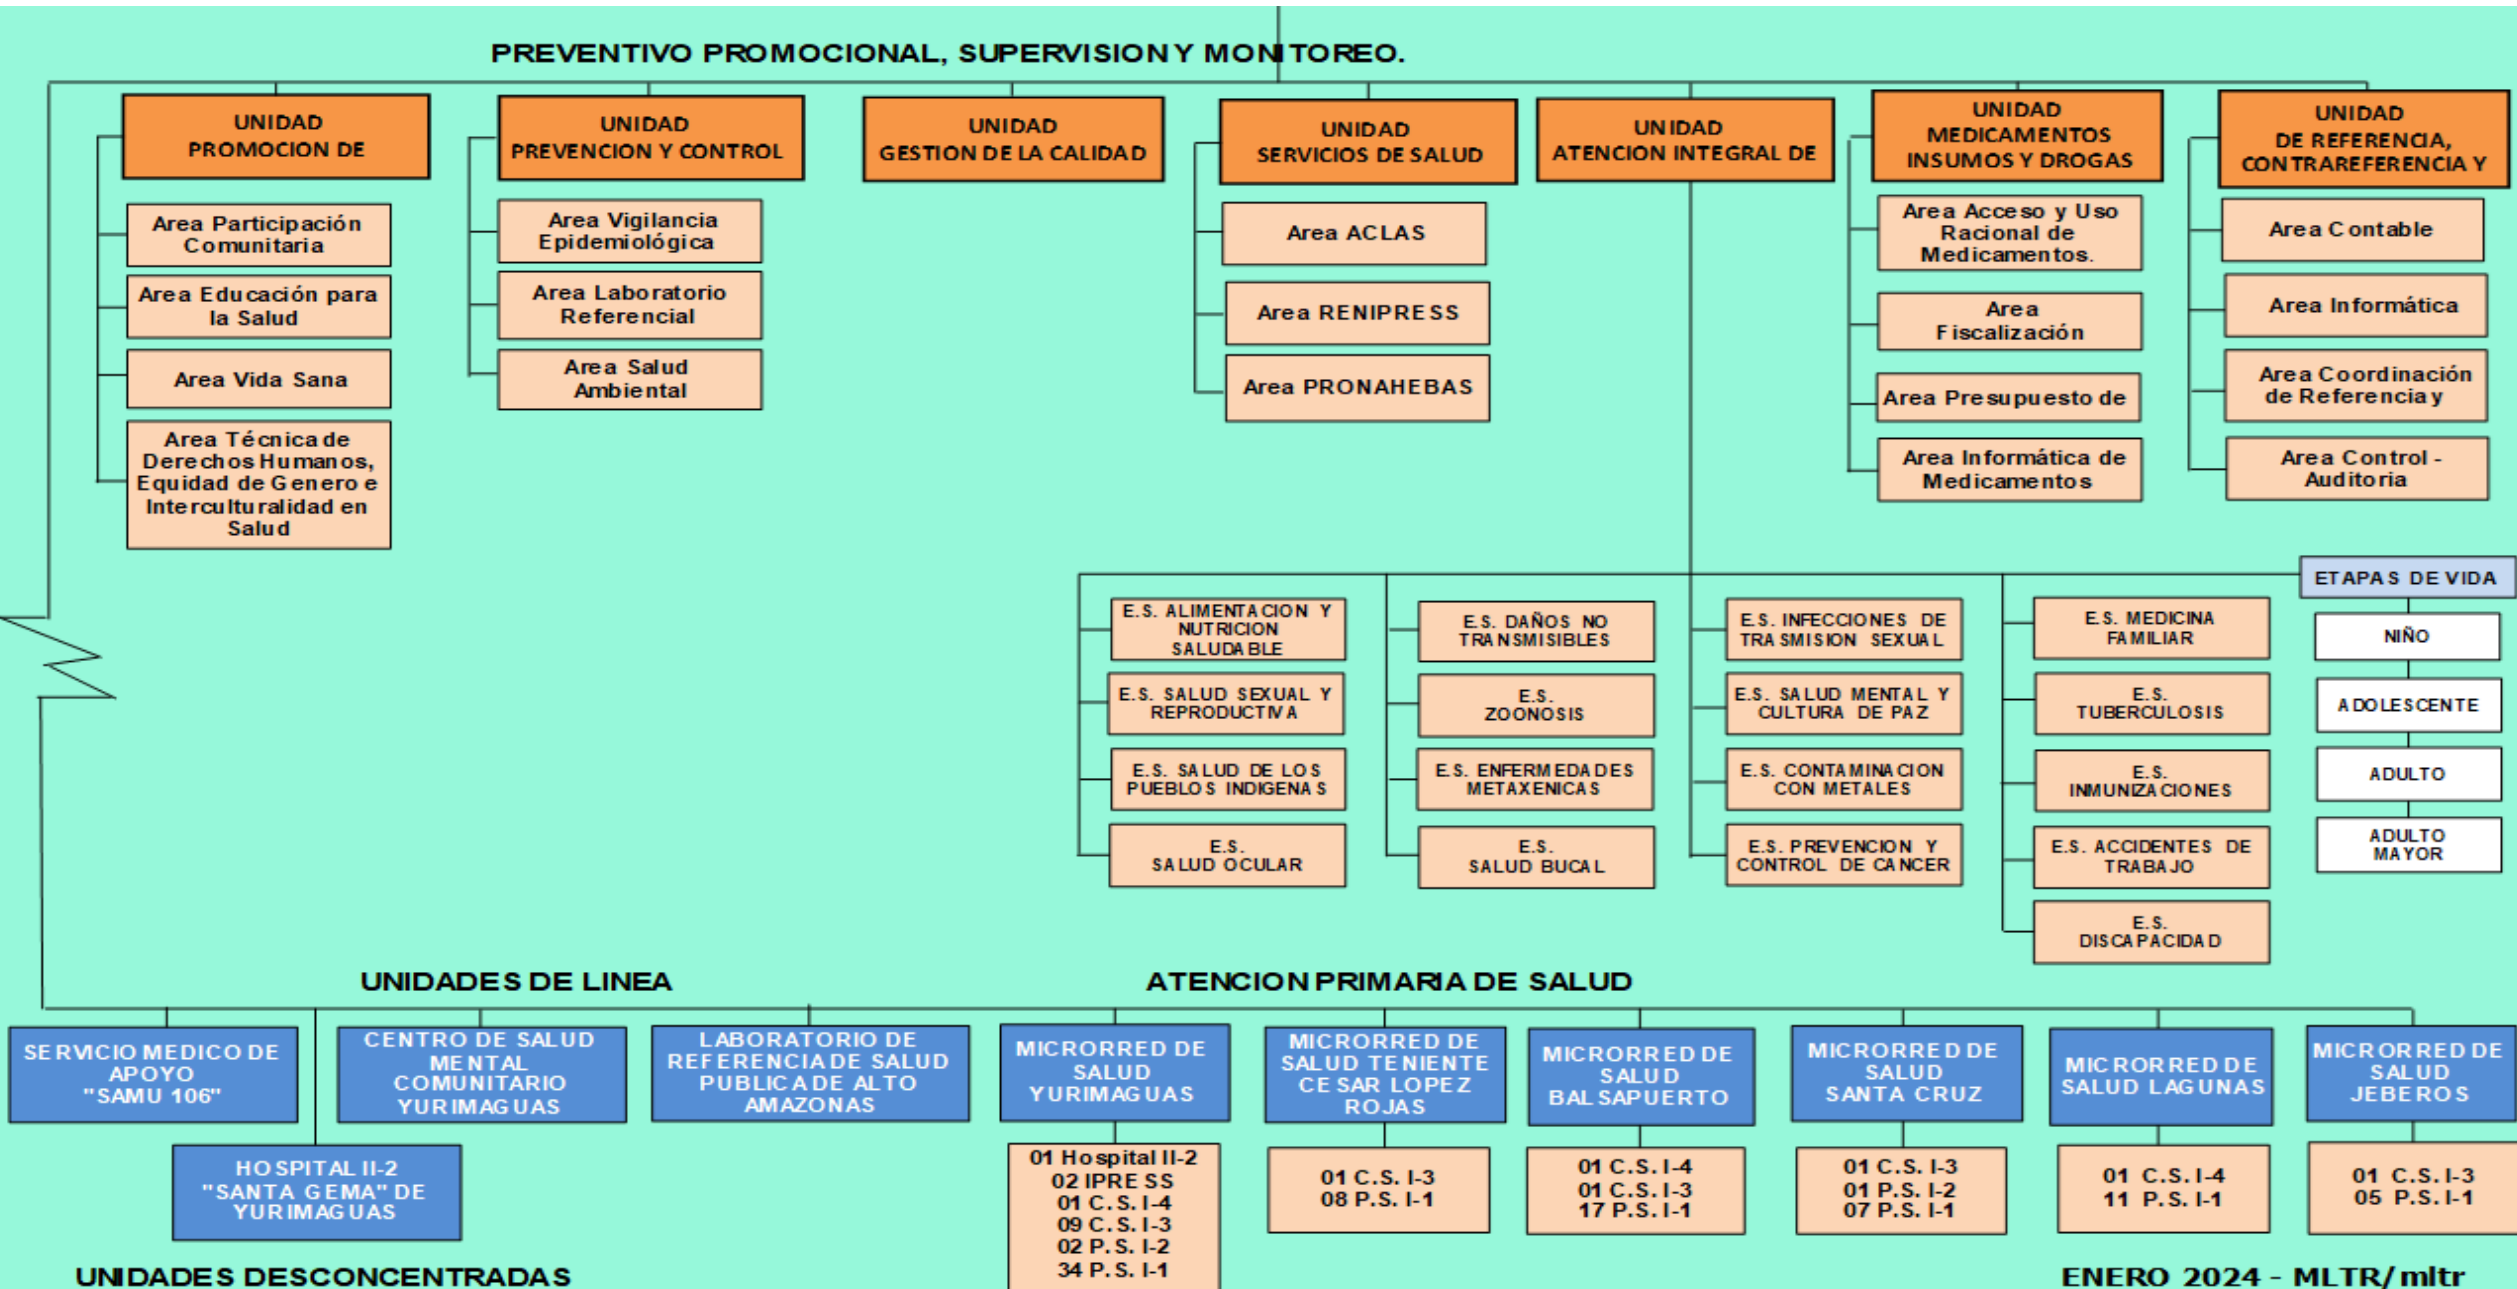 PREVENTIVO PROMOCIONAL, SUPERVISION Y MONITOREO.
UNIDAD
PROMOCION DE
Area Participación
Comunitaria
Area Educación para
la Salud
Area Vida Sana
Area Técnica de
Derechos Humanos,
Equidad de Genero e
Interculturalidad en
Salud
UNIDAD
PREVENCION Y CONTROL
Area Vigilancia
Epidemiológica
Area Laboratorio
Referencial
Area Salud
Ambiental
UNIDAD
GESTION DE LA CALIDAD
UNIDAD
SERVICIOS DE SALUD
Area ACLAS
Area RENIPRESS
Area PRONAHEBAS
UNIDAD
ATENCION INTEGRAL DE
UNIDAD
MEDICAMENTOS
INSUMOS Y DROGAS
Area Acceso y Uso
Racional de
Medicamentos.
Area
Fiscalización
Area Presupuesto de
Area Informática de
Medicamentos
UNIDAD
DE REFERENCIA,
CONTRAREFERENCIA Y
Area Contable
Area Informática
Area Coordinación
de Referencia y
Area Control -
Auditoria
E.S. ALIMENTACION Y
NUTRICION
SALUDABLE
E.S. SALUD SEXUAL Y
REPRODUCTIVA
E.S. SALUD DE LOS
PUEBLOS INDIGENAS
E.S.
SALUD OCULAR
E.S. DAÑOS NO
TRANSMISIBLES
E.S.
ZOONOSIS
E.S. ENFERMEDADES
METAXENICAS
E.S.
SALUD BUCAL
E.S. INFECCIONES DE
TRASMISION SEXUAL
E.S. SALUD MENTAL Y
CULTURA DE PAZ
E.S. CONTAMINACION
CON METALES
E.S. PREVENCION Y
CONTROL DE CANCER
E.S. MEDICINA
FAMILIAR
E.S.
TUBERCULOSIS
E.S.
INMUNIZACIONES
E.S. ACCIDENTES DE
TRABAJO
E.S.
DISCAPACIDAD
ETAPAS DE VIDA
NIÑO
ADOLESCENTE
ADULTO
ADULTO
MAYOR
UNIDADES DE LINEA
ATENCION PRIMARIA DE SALUD
SERVICIO MEDICO DE
APOYO
"SAMU 106"
HOSPITAL II-2
"SANTA GEMA" DE
YURIMAGUAS
CENTRO DE SALUD
MENTAL
COMUNITARIO
YURIMAGUAS
LABORATORIO DE
REFERENCIA DE SALUD
PUBLICA DE ALTO
AMAZONAS
MICRORRED DE
SALUD
YURIMAGUAS
01 Hospital II-2
02 IPRESS
01 C.S. I-4
09 C.S. I-3
02 P.S. I-2
34 P.S. I-1
MICRORRED DE
SALUD TENIENTE
CESAR LOPEZ
ROJAS
01 C.S. I-3
08 P.S. I-1
MICRORRED DE
SALUD
BALSAPUERTO
01 C.S. I-4
01 C.S. I-3
17 P.S. I-1
MICRORRED DE
SALUD
SANTA CRUZ
01 C.S. I-3
01 P.S. I-2
07 P.S. I-1
MICRORRED DE
SALUD LAGUNAS
01 C.S. I-4
11 P.S. I-1
MICRORRED DE
SALUD
JEBEROS
01 C.S. I-3
05 P.S. I-1
UNIDADES DESCONCENTRADAS
ENERO 2024 - MLTR/mltr